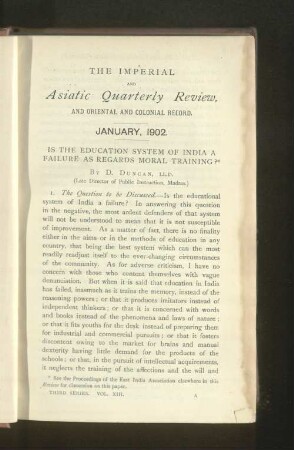 THE IMPERIAL
AND
Asiatic Quarterly Review,
AND ORIENTAL AND COLONIAL RECORD.
JANUARY, 1902.
IS THE EDUCATION SYSTEM OF INDIA A
FAILURE AS REGARDS MORAL TRAINING?*
BY D. DUNCAN, LL.D.
(Late Director of Public Instruction, Madras.)
1. The Question to be Discussed.—Is the educational
system of India a failure? In answering this question
in the negative, the most ardent defenders of that system
will not be understood to mean that it is not susceptible
of improvement. As a matter of fact, there is no finality
either in the aims or in the methods of education in any
country, that being the best system which can the most
readily readjust itself to the ever-changing circumstances
of the community. As for adverse criticism, I have no
concern with those who content themselves with vague
denunciation. But when it is said that education in India
has failed, inasmuch as it trains the memory, instead of the
reasoning powers; or that it produces imitators instead of
independent thinkers; or that it is concerned with words
and books instead of the phenomena and laws of nature;
or that it fits youths for the desk instead of preparing them
for industrial and commercial pursuits; or that it fosters
discontent owing to the market for brains and manual
dexterity having little demand for the products of the
schools; or that, in the pursuit of intellectual acquirements,
it neglects the training of the affections and the will and
* See the Proceedings of the East India Association elsewhere in this
Review for discussion on this paper.
THIRD SERIES. VOL. XIII. A